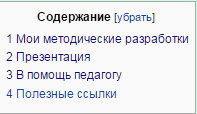 Содержание [убрать]
1 Мои методические разработки
2 Презентация
3 В помощь педагогу
4 Полезные ссылки